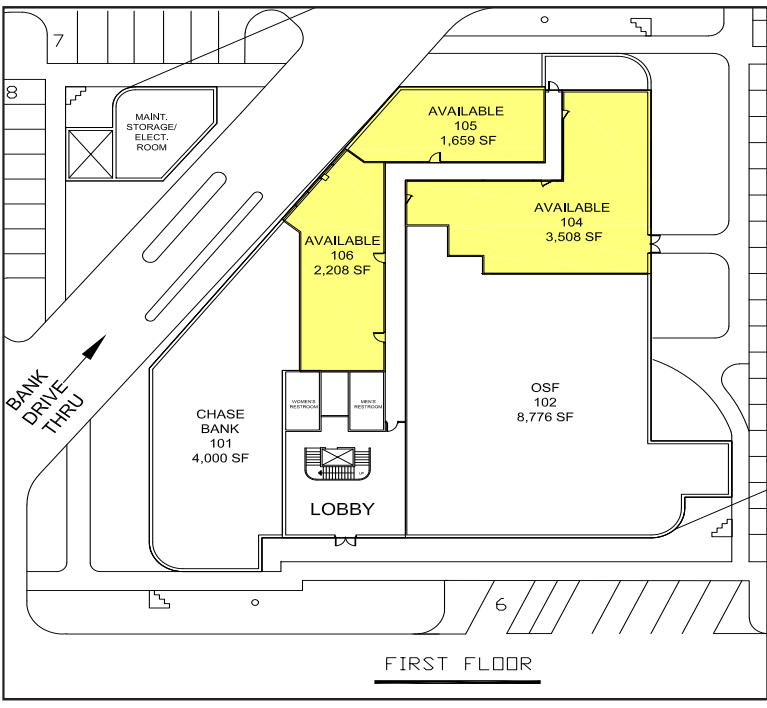 7
8
MAINT.
STORAGE/
ELECT.
ROOM
AVAILABLE
105
1,659 SF
AVAILABLE
104
3,508 SF
AVAILABLE
106
2,208 SF
BANK
DRIVE
THRU
CHASE
BANK
101
4,000 SF
WOMEN'S
RESTROOM
MEN'S
RESTROOM
OSF
102
8,776 SF
UP
LOBBY
6
FIRST FLOOR